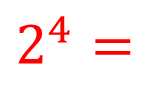 2⁴ =